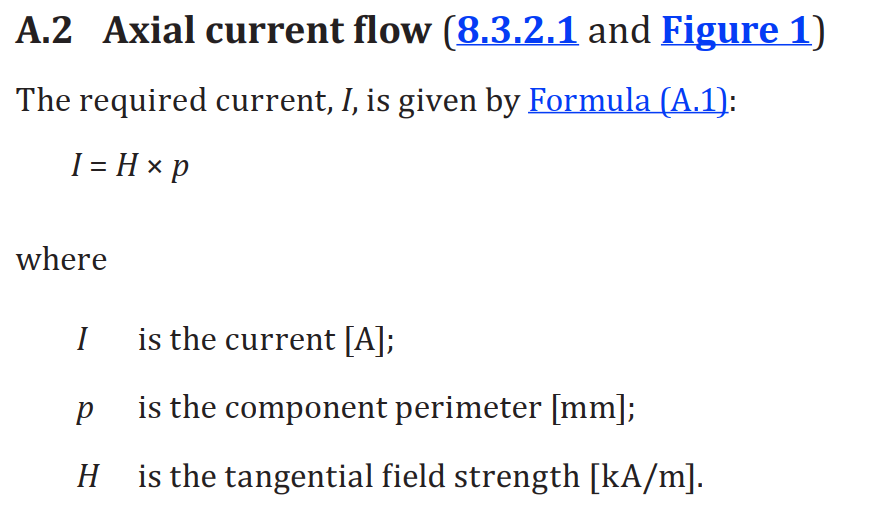 A.2 Axial current flow (8.3.2.1 and Figure 1)
The required current, I, is given by Formula (A.1):
I = H × p
where
I is the current [A];
p is the component perimeter [mm];
H is the tangential field strength [kA/m].